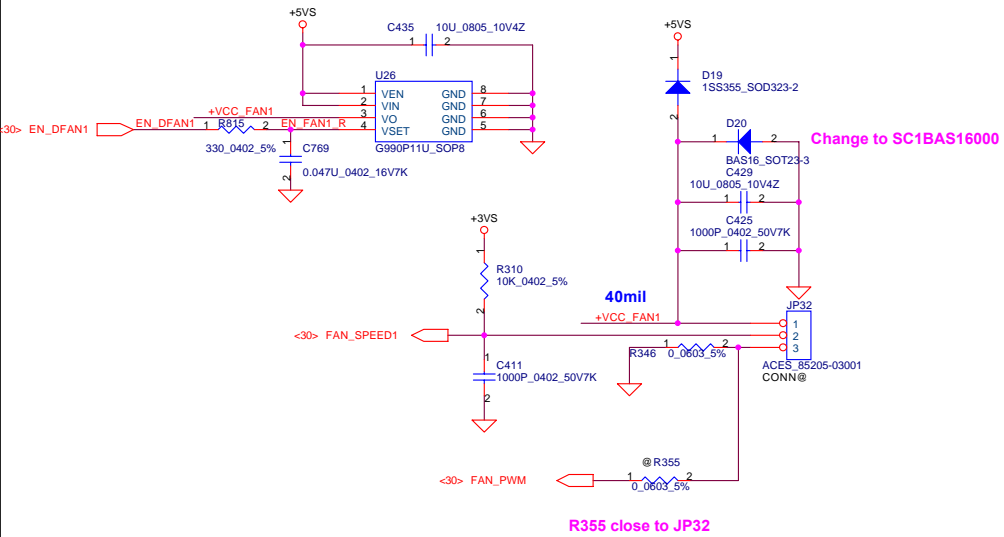 +5VS
C435 10U_0805_10V4Z
1 2
U26
1 VEN GND 8
2 VIN GND 7
3 VO GND 6
4 VSET GND 5
G990P11U_SOP8
+VCC_FAN1
<30> EN_DFAN1 EN_DFAN1 1 R815 2 EN_FAN1_R
330_0402_5%
1 C769
0.047U_0402_16V7K
2
+5VS
1
D19
1SS355_SOD323-2
2
D20
1 2
Change to SC1BAS16000
BAS16_SOT23-3
C429
10U_0805_10V4Z
1 2
C425
1000P_0402_50V7K
1 2
+3VS
1
R310
10K_0402_5%
2
40mil
+VCC_FAN1
<30> FAN_SPEED1
JP32
1
2
3
ACES_85205-03001
CONN@
R346 1 2
0_0603_5%
1
C411
1000P_0402_50V7K
2
@ R355
<30> FAN_PWM 1 2
0_0603_5%
R355 close to JP32